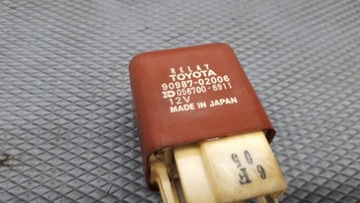 RELAY
TOYOTA
90987-02006
056700-6911
12V
MADE IN JAPAN